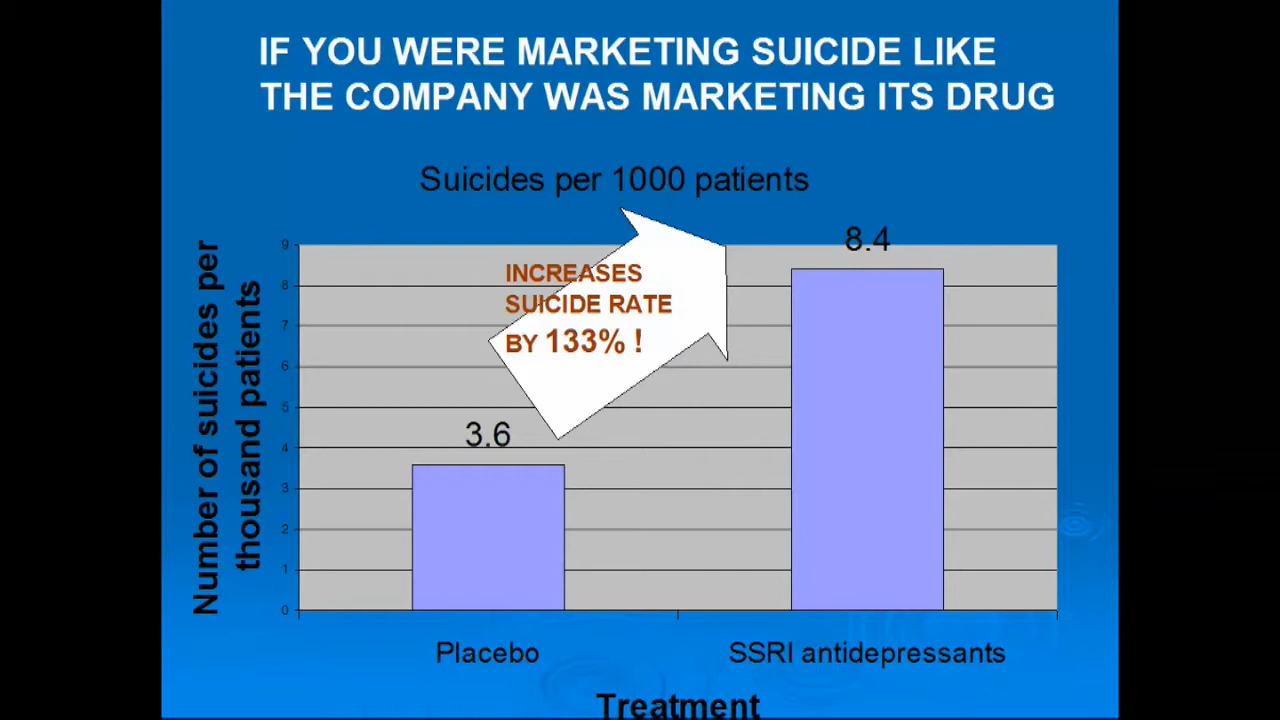 IF YOU WERE MARKETING SUICIDE LIKE
THE COMPANY WAS MARKETING ITS DRUG
Suicides per 1000 patients
Number of suicides per
thousand patients
9
8
7
6
5
4
3
2
1
0
3.6
8.4
INCREASES
SUICIDE RATE
BY 133% !
Placebo
SSRI antidepressants
Treatment